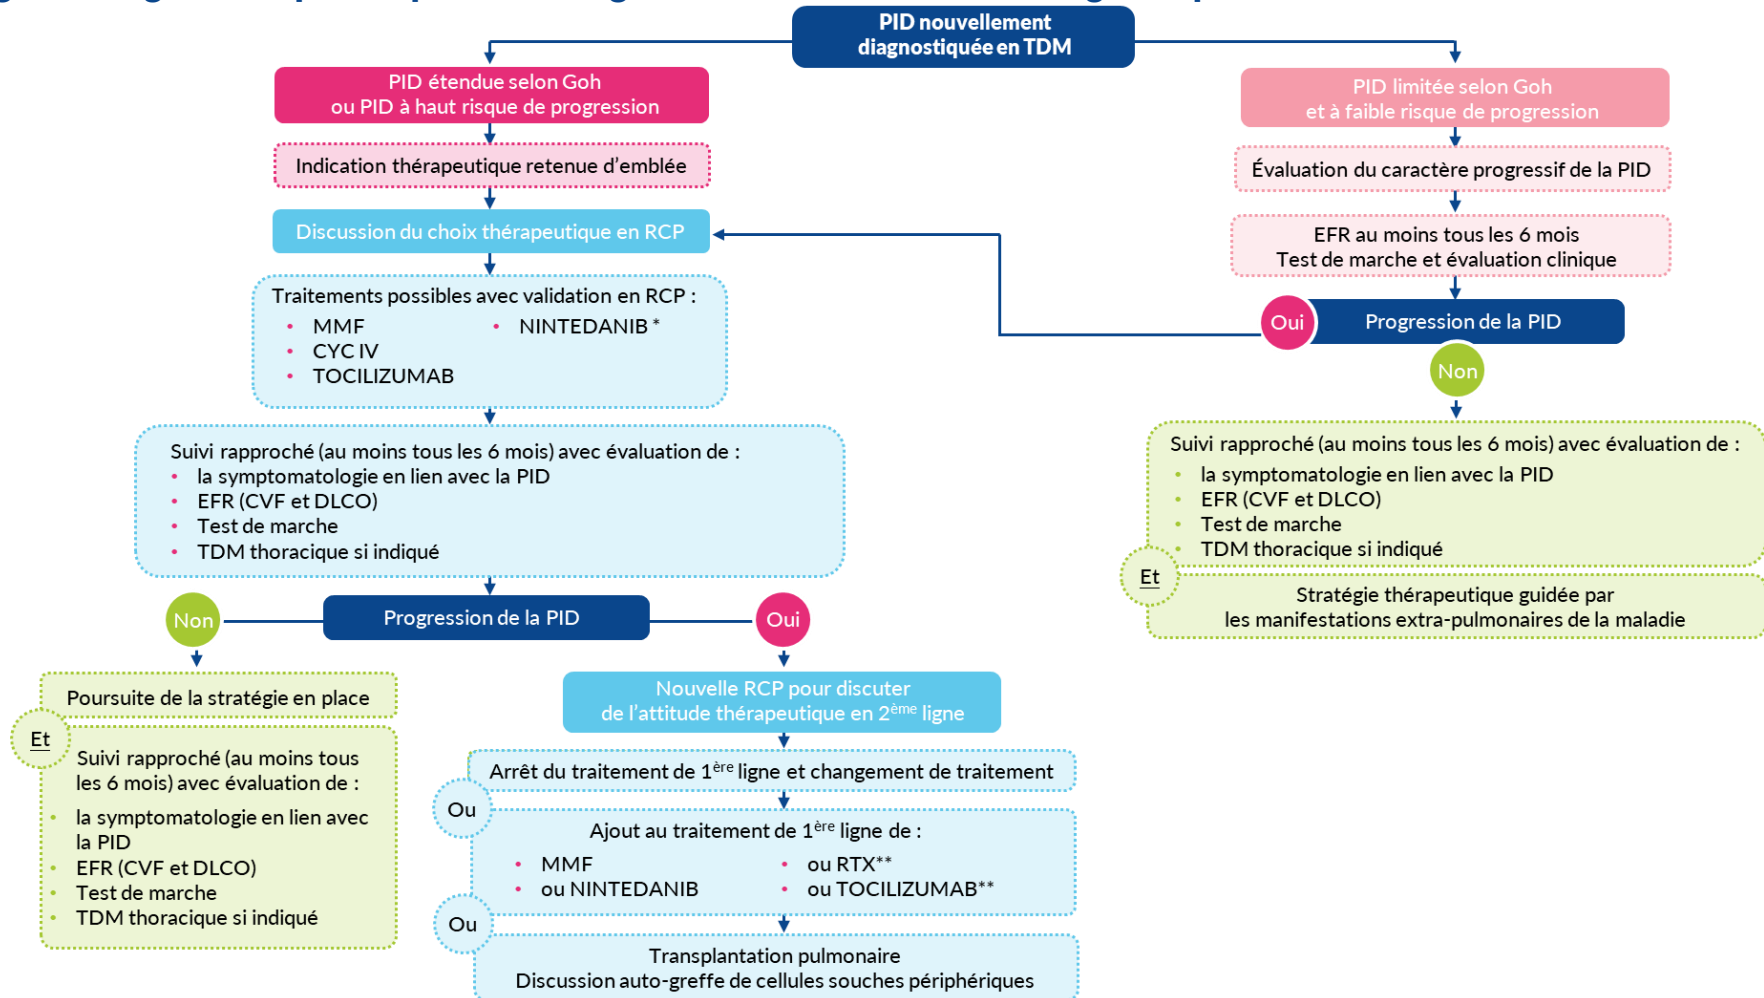 PID nouvellement
diagnostiquée en TDM
PID étendue selon Goh
ou PID à haut risque de progression
Indication thérapeutique retenue d'emblée
Discussion du choix thérapeutique en RCP
Traitements possibles avec validation en RCP :
• MMF
• CYC IV
• TOCILIZUMAB
• NINTEDANIB *
Suivi rapproché (au moins tous les 6 mois) avec évaluation de :
• la symptomatologie en lien avec la PID
• EFR (CVF et DLCO)
• Test de marche
• TDM thoracique si indiqué
Progression de la PID
Non
Oui
Poursuite de la stratégie en place
Et
Suivi rapproché (au moins tous
les 6 mois) avec évaluation de :
• la symptomatologie en lien avec
la PID
• EFR (CVF et DLCO)
• Test de marche
• TDM thoracique si indiqué
Nouvelle RCP pour discuter
de l'attitude thérapeutique en 2ème ligne
Arrêt du traitement de 1ère ligne et changement de traitement
Ou
Ajout au traitement de 1ère ligne de :
• MMF
• ou NINTEDANIB
• ou RTX**
• ou TOCILIZUMAB**
Ou
Transplantation pulmonaire
Discussion auto-greffe de cellules souches périphériques
PID limitée selon Goh
et à faible risque de progression
Évaluation du caractère progressif de la PID
EFR au moins tous les 6 mois
Test de marche et évaluation clinique
Oui
Progression de la PID
Non
Suivi rapproché (au moins tous les 6 mois) avec évaluation de :
• la symptomatologie en lien avec la PID
• EFR (CVF et DLCO)
• Test de marche
• TDM thoracique si indiqué
Et
Stratégie thérapeutique guidée par
les manifestations extra-pulmonaires de la maladie